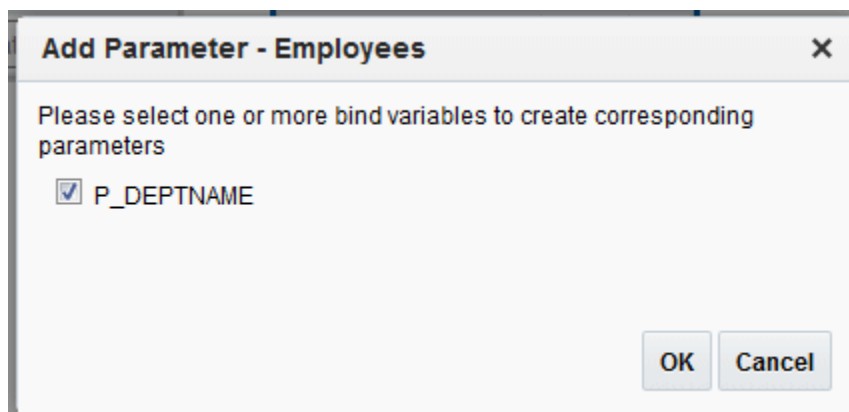 Add Parameter - Employees
Please select one or more bind variables to create corresponding
parameters
P_DEPTNAME
OK Cancel